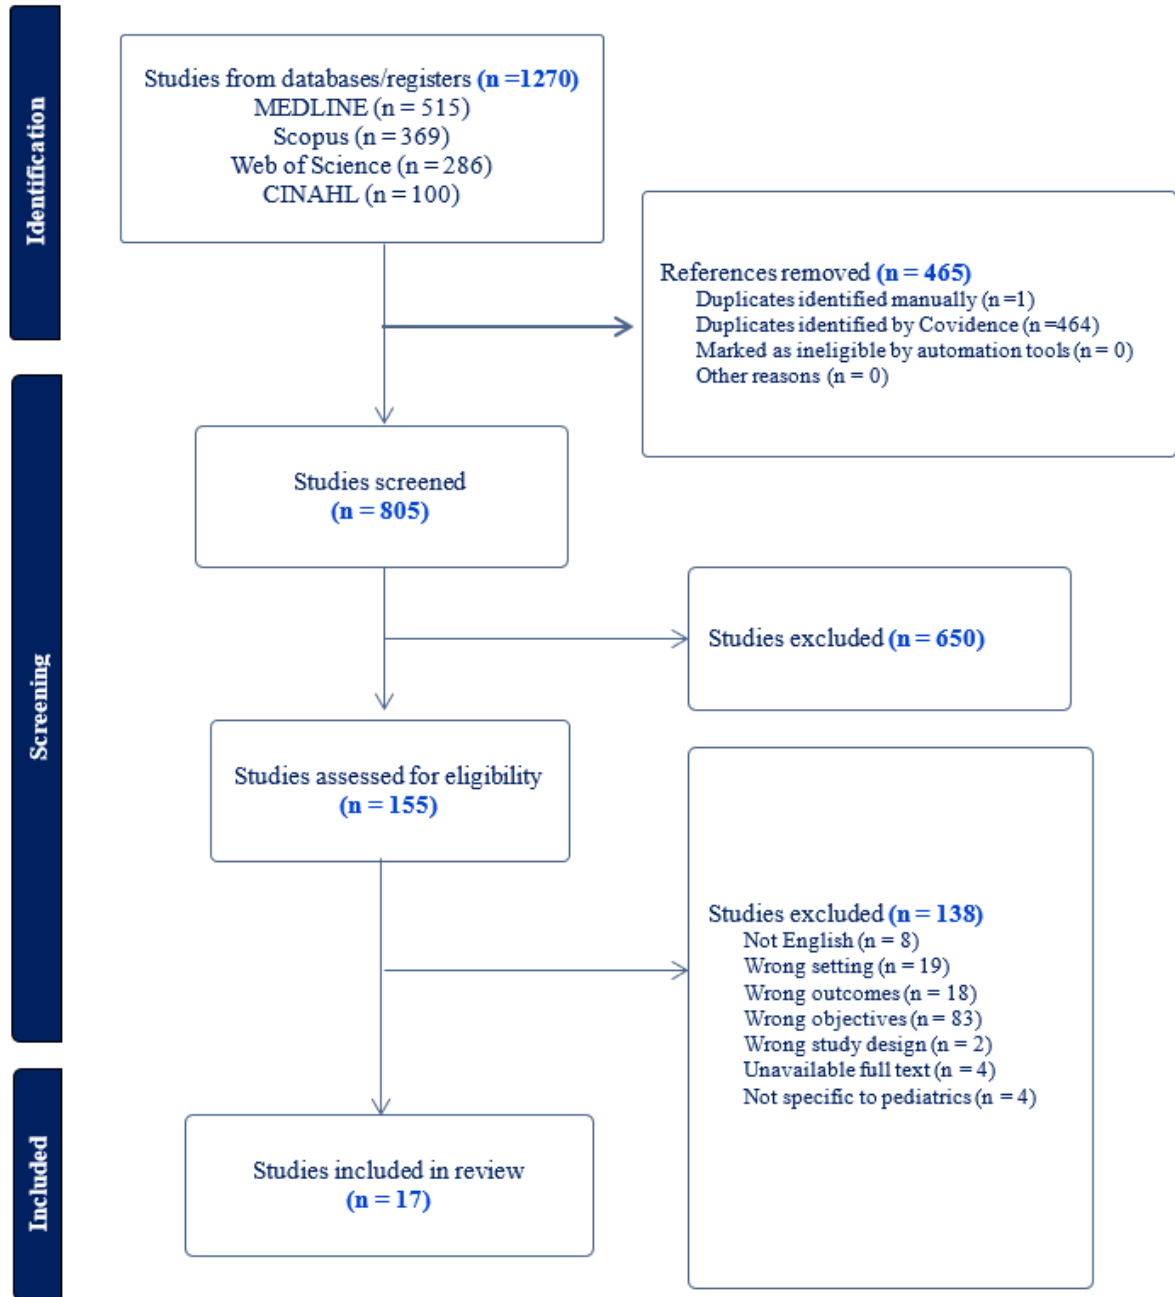 Identification
Studies from databases/registers (n =1270)
MEDLINE (n = 515)
Scopus (n = 369)
Web of Science (n = 286)
CINAHL (n = 100)
References removed (n = 465)
Duplicates identified manually (n =1)
Duplicates identified by Covidence (n =464)
Marked as ineligible by automation tools (n = 0)
Other reasons (n = 0)
Screening
Studies screened
(n = 805)
Studies excluded (n = 650)
Studies assessed for eligibility
(n = 155)
Studies excluded (n = 138)
Not English (n = 8)
Wrong setting (n = 19)
Wrong outcomes (n = 18)
Wrong objectives (n = 83)
Wrong study design (n = 2)
Unavailable full text (n = 4)
Not specific to pediatrics (n = 4)
Included
Studies included in review
(n = 17)